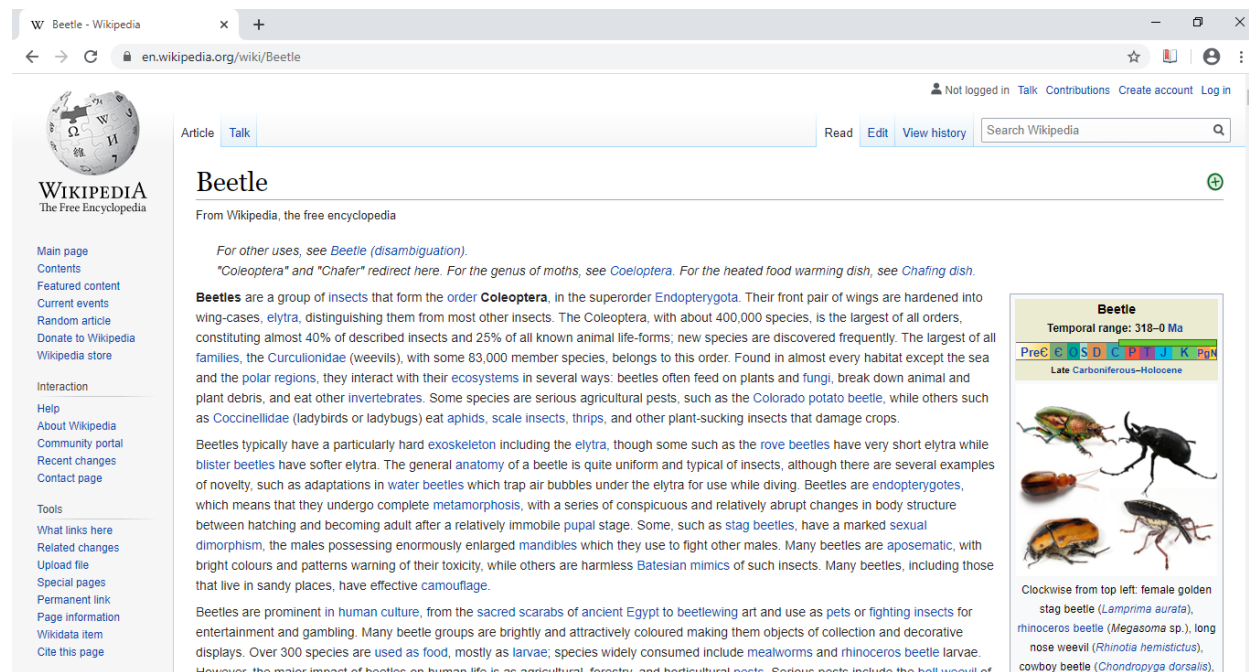 Beetle - Wikipedia
en.wikipedia.org/wiki/Beetle
Not logged in Talk Contributions Create account Log in
Article Talk
Read Edit View history Search Wikipedia
WIKIPEDIA
The Free Encyclopedia
Main page
Contents
Featured content
Current events
Random article
Donate to Wikipedia
Wikipedia store
Interaction
Help
About Wikipedia
Community portal
Recent changes
Contact page
Tools
What links here
Related changes
Upload file
Special pages
Permanent link
Page information
Wikidata item
Cite this page
Beetle
From Wikipedia, the free encyclopedia
For other uses, see Beetle (disambiguation).
"Coleoptera" and "Chafer" redirect here. For the genus of moths, see Coeloptera. For the heated food warming dish, see Chafing dish.
Beetles are a group of insects that form the order Coleoptera, in the superorder Endopterygota. Their front pair of wings are hardened into
wing-cases, elytra, distinguishing them from most other insects. The Coleoptera, with about 400,000 species, is the largest of all orders,
constituting almost 40% of described insects and 25% of all known animal life-forms; new species are discovered frequently. The largest of all
families, the Curculionidae (weevils), with some 83,000 member species, belongs to this order. Found in almost every habitat except the sea
and the polar regions, they interact with their ecosystems in several ways: beetles often feed on plants and fungi, break down animal and
plant debris, and eat other invertebrates. Some species are serious agricultural pests, such as the Colorado potato beetle, while others such
as Coccinellidae (ladybirds or ladybugs) eat aphids, scale insects, thrips, and other plant-sucking insects that damage crops.
Beetles typically have a particularly hard exoskeleton including the elytra, though some such as the rove beetles have very short elytra while
blister beetles have softer elytra. The general anatomy of a beetle is quite uniform and typical of insects, although there are several examples
of novelty, such as adaptations in water beetles which trap air bubbles under the elytra for use while diving. Beetles are endopterygotes,
which means that they undergo complete metamorphosis, with a series of conspicuous and relatively abrupt changes in body structure
between hatching and becoming adult after a relatively immobile pupal stage. Some, such as stag beetles, have a marked sexual
dimorphism, the males possessing enormously enlarged mandibles which they use to fight other males. Many beetles are aposematic, with
bright colours and patterns warning of their toxicity, while others are harmless Batesian mimics of such insects. Many beetles, including those
that live in sandy places, have effective camouflage.
Beetles are prominent in human culture, from the sacred scarabs of ancient Egypt to beetlewing art and use as pets or fighting insects for
entertainment and gambling. Many beetle groups are brightly and attractively coloured making them objects of collection and decorative
displays. Over 300 species are used as food, mostly as larvae; species widely consumed include mealworms and rhinoceros beetle larvae.
However, the major impact of beetles on human life is as agricultural, forestry, and horticultural pests. Serious pests include the boll weevil of
Beetle
Temporal range: 318–0 Ma
PreЄ Є O S D C P T J K PgN
Late Carboniferous–Holocene
Clockwise from top left: female golden
stag beetle (Lamprima aurata),
rhinoceros beetle (Megasoma sp.), long
nose weevil (Rhinotia hemistictus),
cowboy beetle (Chondropyga dorsalis),